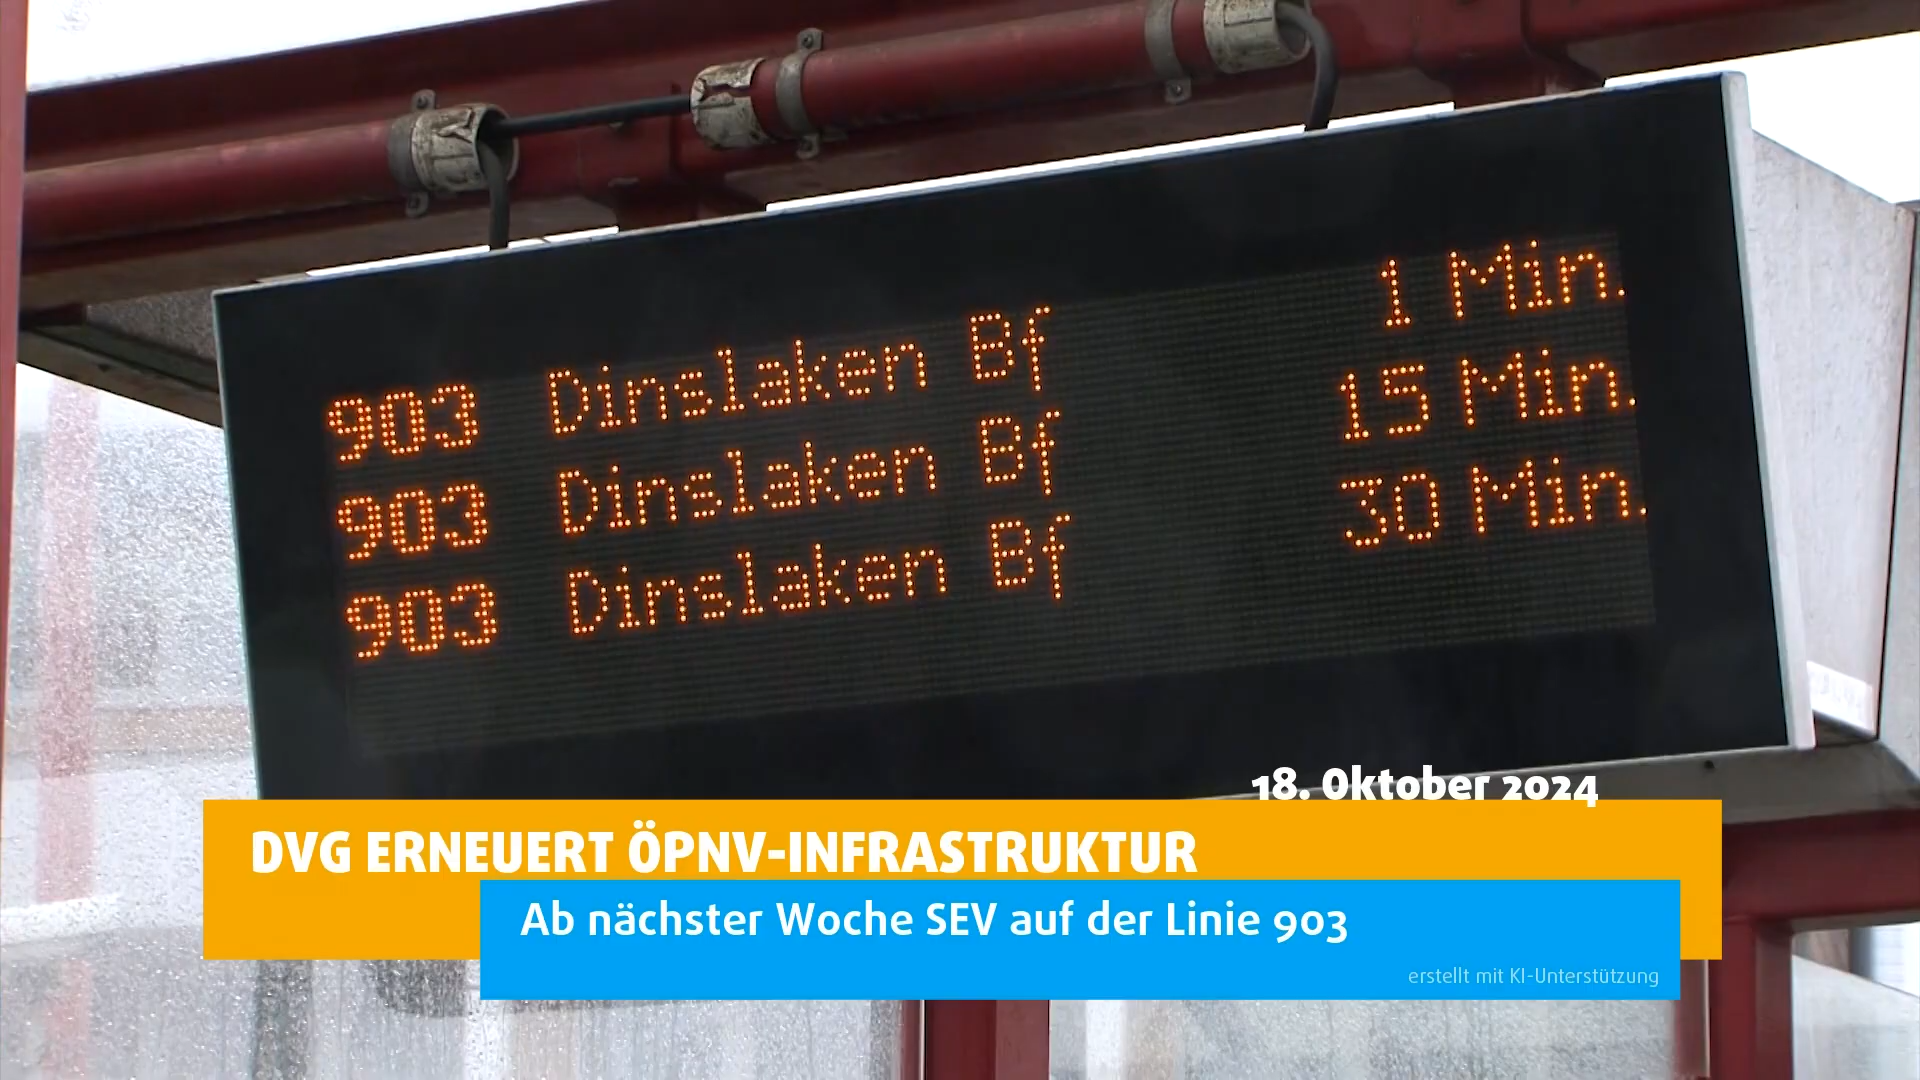 903 Dinslaken Bf 1 Min.
903 Dinslaken Bf 15 Min.
903 Dinslaken Bf 30 Min.
18. Oktober 2024
DVG ERNEUERT ÖPNV-INFRASTRUKTUR
Ab nächster Woche SEV auf der Linie 903
erstellt mit KI-Unterstützung